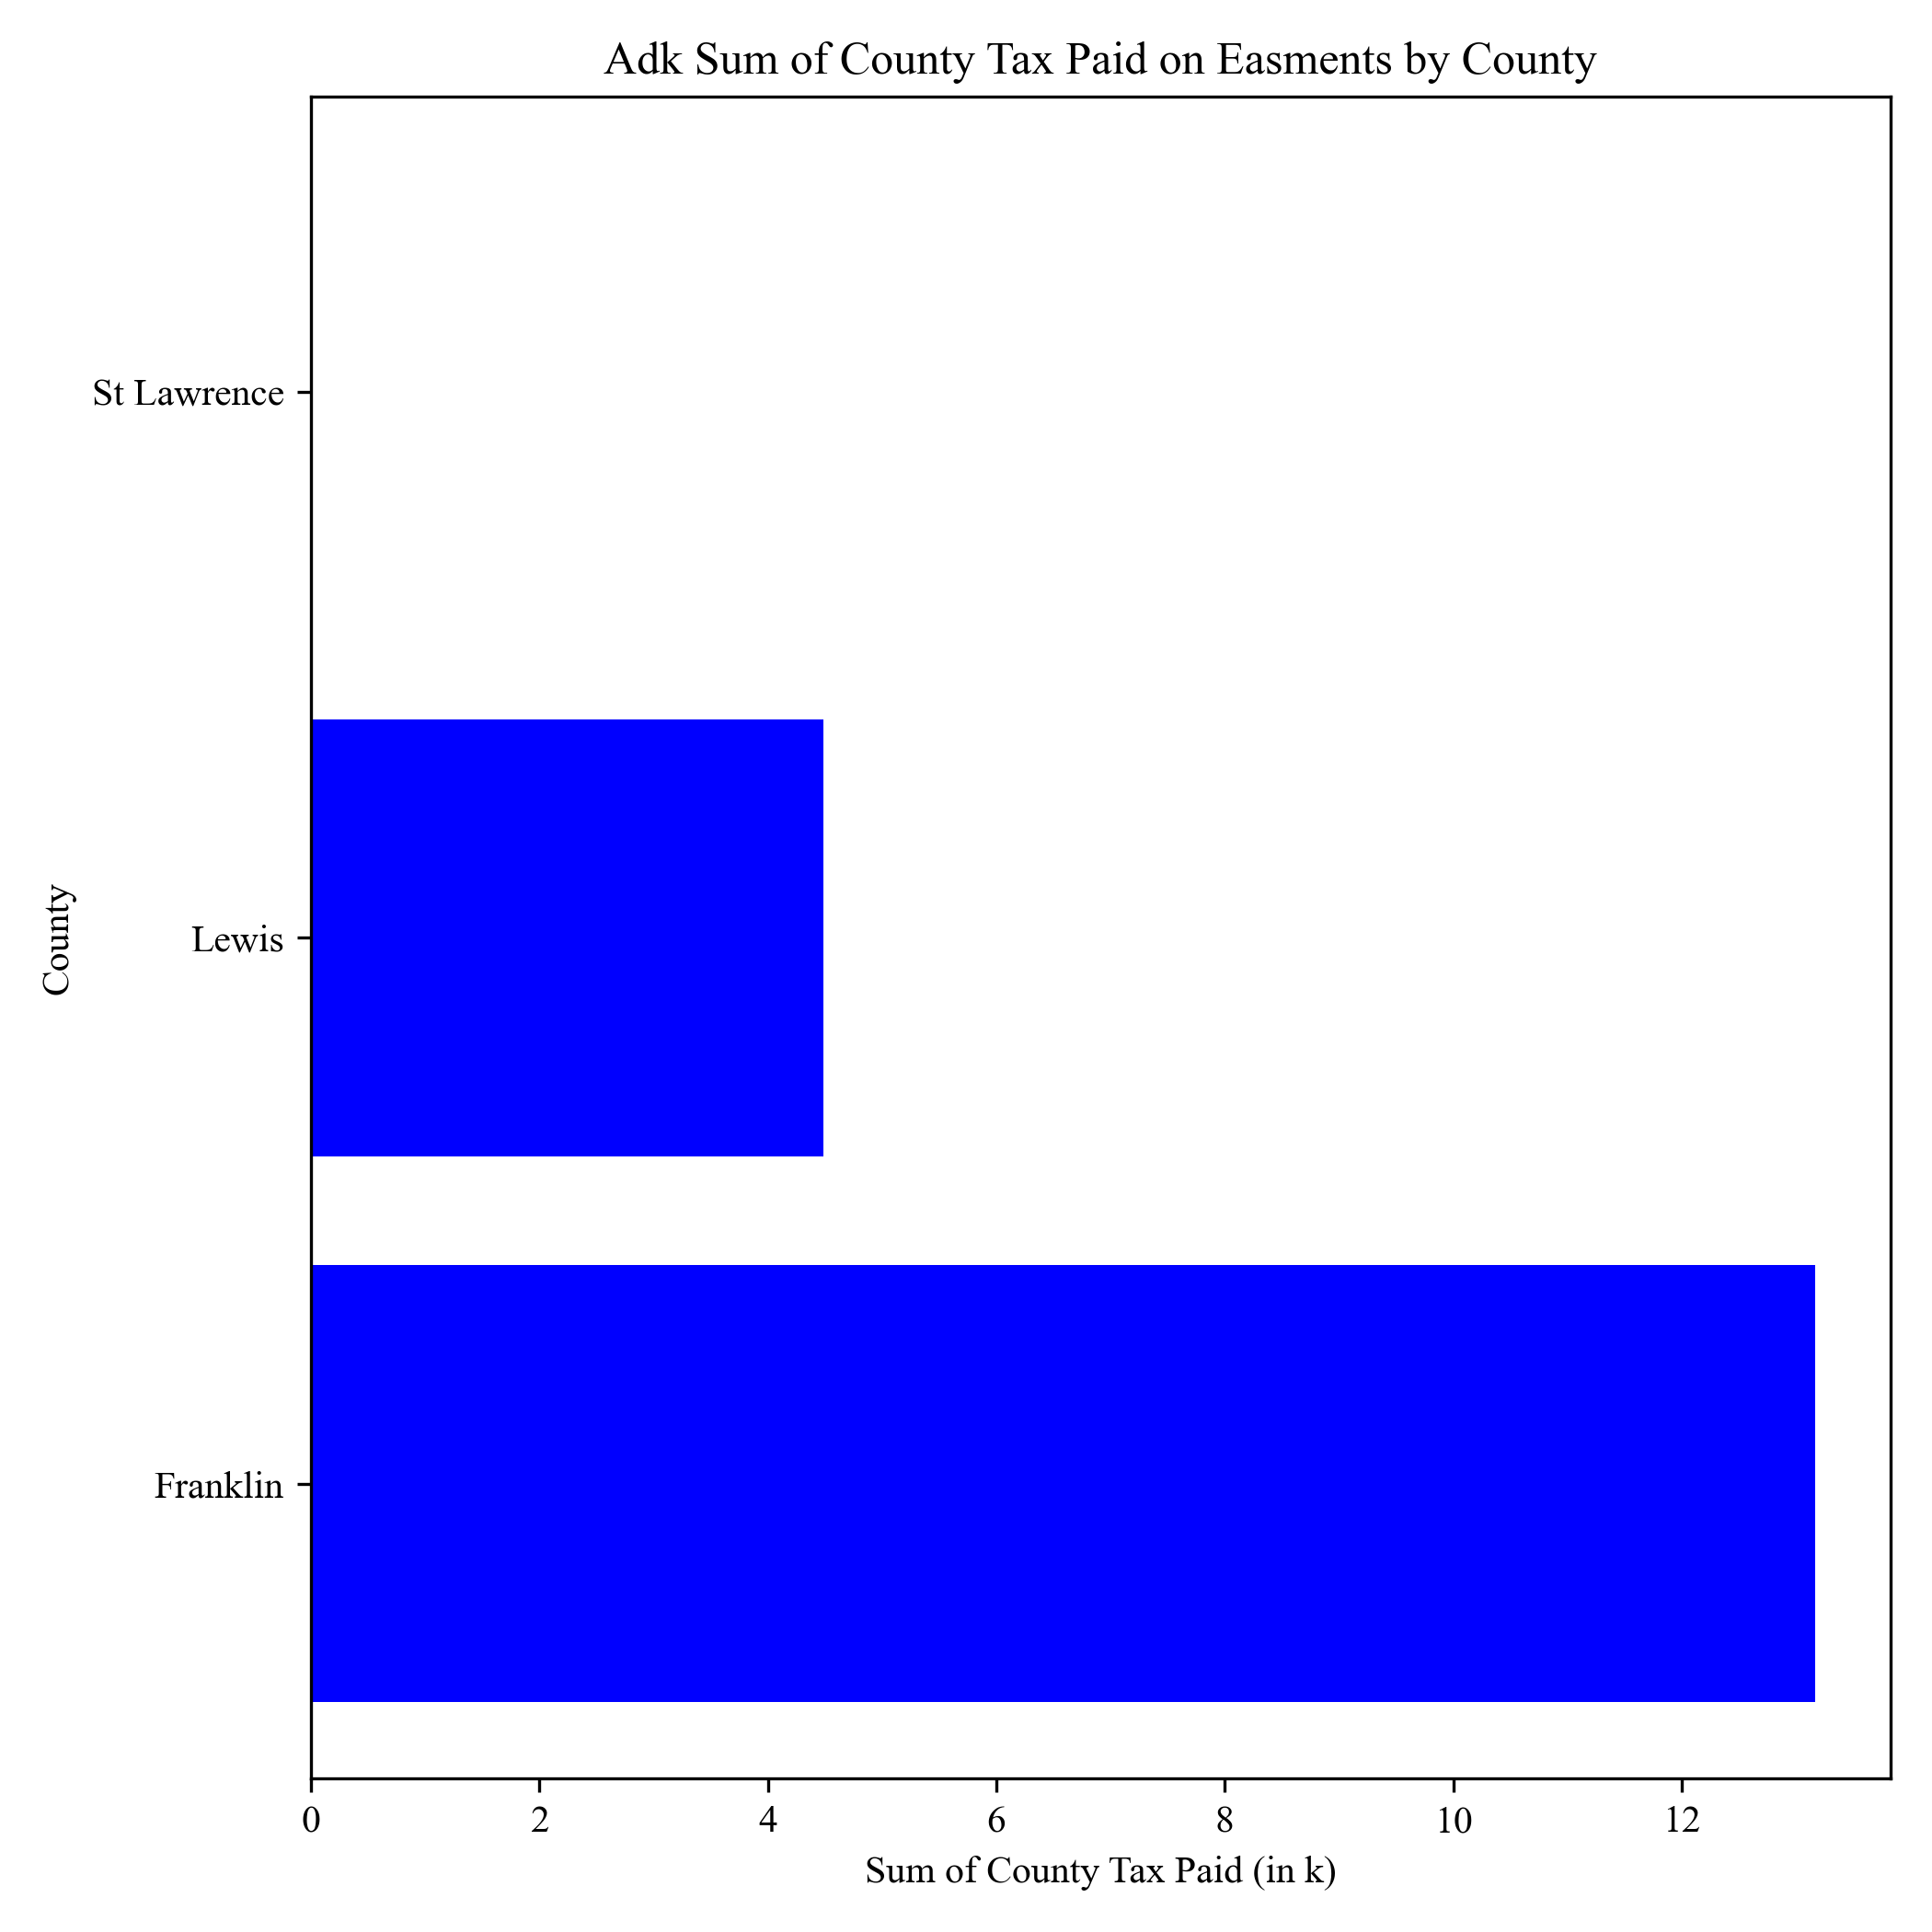 Adk Sum of County Tax Paid on Easments by County
St Lawrence
Lewis
Franklin
County
0 2 4 6 8 10 12
Sum of County Tax Paid (in k)